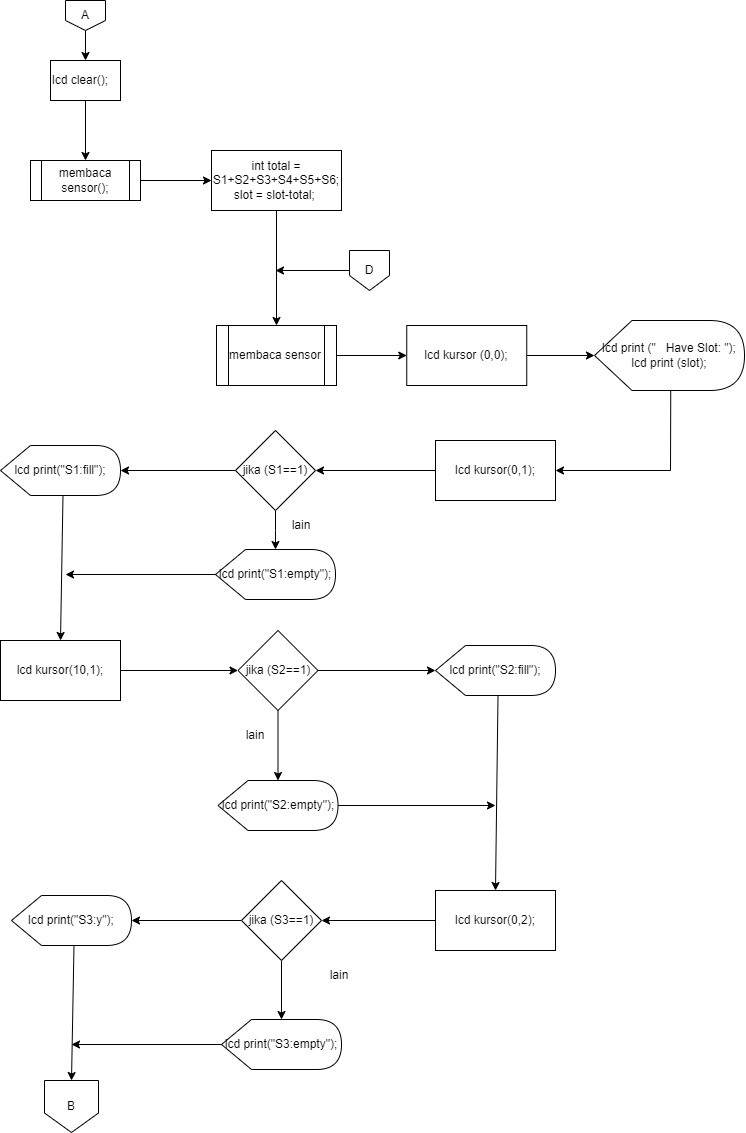 A
lcd clear();
membaca
sensor();
int total =
S1+S2+S3+S4+S5+S6;
slot = slot-total;
D
membaca sensor
lcd kursor (0,0);
lcd print ("   Have Slot: ");
lcd print (slot);
lcd print("S1:fill");
jika (S1==1)
lcd kursor(0,1);
lain
lcd print("S1:empty");
lcd kursor(10,1);
jika (S2==1)
lcd print("S2:fill");
lain
lcd print("S2:empty");
lcd print("S3:y");
jika (S3==1)
lcd kursor(0,2);
lain
lcd print("S3:empty");
B